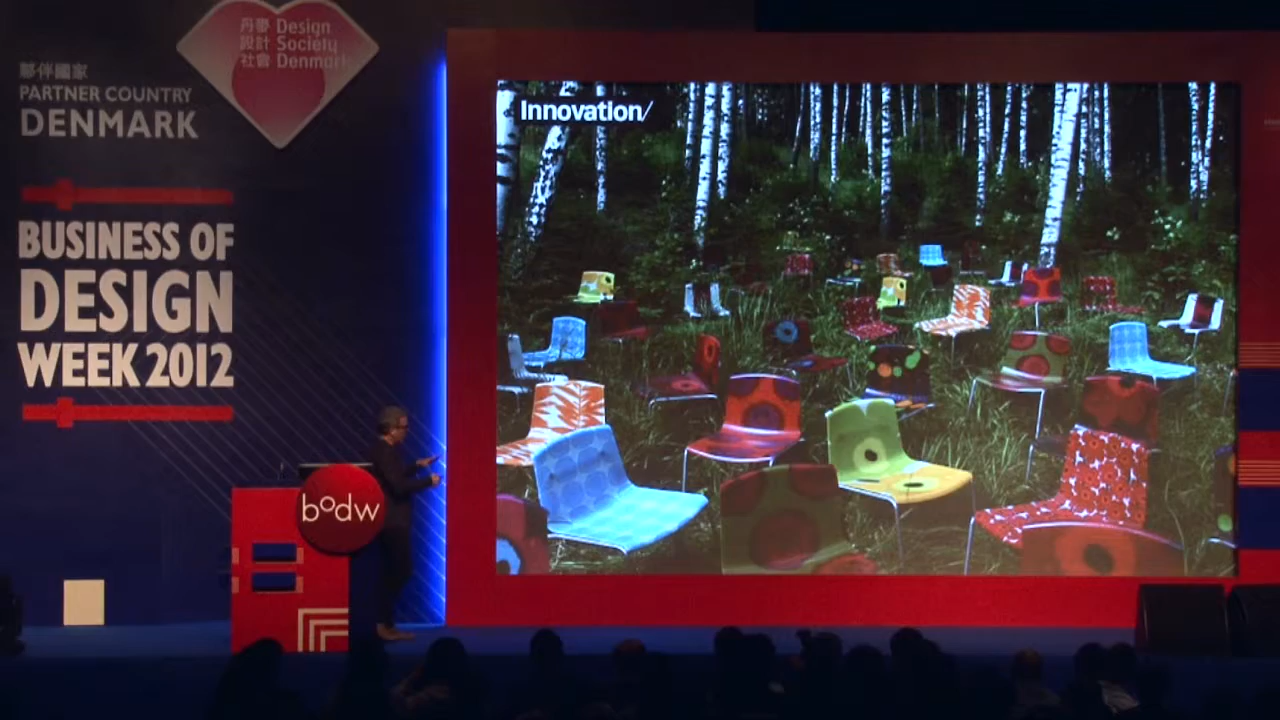 丹麥 Design
設計 Society
社會 Denmark
夥伴國家
PARTNER COUNTRY
DENMARK
BUSINESS OF
DESIGN
WEEK 2012
bodw
Innovation/